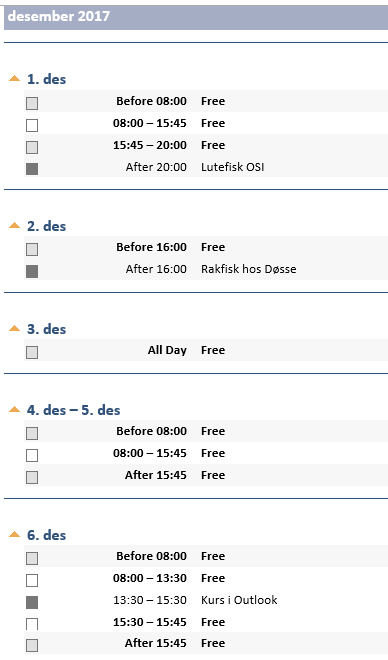 desember 2017
1. des
Before 08:00 Free
08:00 – 15:45 Free
15:45 – 20:00 Free
After 20:00 Lutefisk OSI
2. des
Before 16:00 Free
After 16:00 Rakfisk hos Døsse
3. des
All Day Free
4. des – 5. des
Before 08:00 Free
08:00 – 15:45 Free
After 15:45 Free
6. des
Before 08:00 Free
08:00 – 13:30 Free
13:30 – 15:30 Kurs i Outlook
15:30 – 15:45 Free
After 15:45 Free